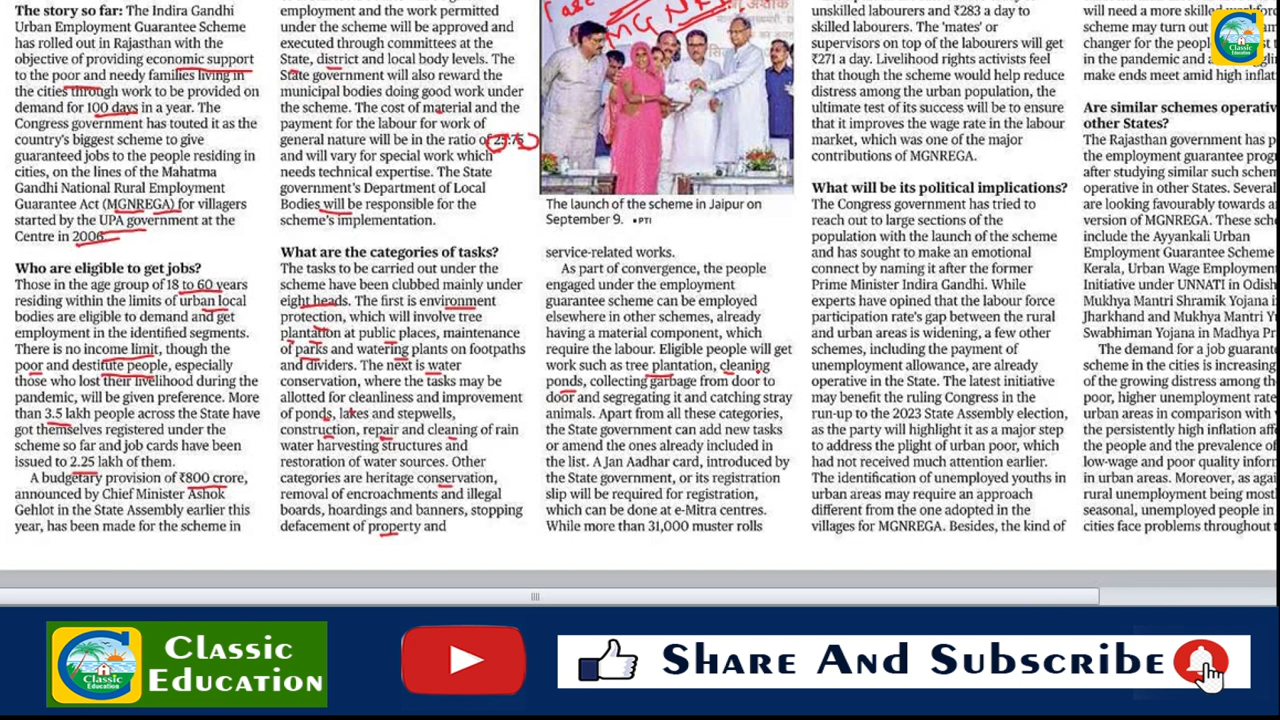 The story so far: The Indira Gandhi
Urban Employment Guarantee Scheme
has rolled out in Rajasthan with the
objective of providing economic support
to the poor and needy families living in
the cities through work to be provided on
demand for 100 days in a year. The
Congress government has touted it as the
country's biggest scheme to give
guaranteed jobs to the people residing in
cities, on the lines of the Mahatma
Gandhi National Rural Employment
Guarantee Act (MGNREGA) for villagers
started by the UPA government at the
Centre in 2006
Who are eligible to get jobs?
Those in the age group of 18 to 60 years
residing within the limits of urban local
bodies are eligible to demand and get
employment in the identified segments.
There is no income limit, though the
poor and destitute people, especially
those who lost their livelihood during the
pandemic, will be given preference. More
than 3.5 lakh people across the State have
got themselves registered under the
scheme so far and job cards have been
issued to 2.25 lakh of them.
A budgetary provision of ₹800 crore,
announced by Chief Minister Ashok
Gehlot in the State Assembly earlier this
year, has been made for the scheme in
employment and the work permitted
under the scheme will be approved and
executed through committees at the
State, district and local body levels. The
State government will also reward the
municipal bodies doing good work under
the scheme. The cost of material and the
payment for the labour for work of
general nature will be in the ratio of 25:75
and will vary for special work which
needs technical expertise. The State
government's Department of Local
Bodies will be responsible for the
scheme's implementation.
What are the categories of tasks?
The tasks to be carried out under the
scheme have been clubbed mainly under
eight heads. The first is environment
protection, which will involve tree
plantation at public places, maintenance
of parks and watering plants on footpaths
and dividers. The next is water
conservation, where the tasks may be
allotted for cleanliness and improvement
of ponds, lakes and stepwells,
construction, repair and cleaning of rain
water harvesting structures and
restoration of water sources. Other
categories are heritage conservation,
removal of encroachments and illegal
boards, hoardings and banners, stopping
defacement of property and
MGNR
The launch of the scheme in Jaipur on
September 9. •PTI
service-related works.
As part of convergence, the people
engaged under the employment
guarantee scheme can be employed
elsewhere in other schemes, already
having a material component, which
require the labour. Eligible people will get
work such as tree plantation, cleaning
ponds, collecting garbage from door to
door and segregating it and catching stray
animals. Apart from all these categories,
the State government can add new tasks
or amend the ones already included in
the list. A Jan Aadhar card, introduced by
the State government, or its registration
slip will be required for registration,
which can be done at e-Mitra centres.
While more than 31,000 muster rolls
unskilled labourers and ₹283 a day to
skilled labourers. The 'mates' or
supervisors on top of the labourers will get
₹271 a day. Livelihood rights activists feel
that though the scheme would help reduce
distress among the urban population, the
ultimate test of its success will be to ensure
that it improves the wage rate in the labour
market, which was one of the major
contributions of MGNREGA.
What will be its political implications?
The Congress government has tried to
reach out to large sections of the
population with the launch of the scheme
and has sought to make an emotional
connect by naming it after the former
Prime Minister Indira Gandhi. While
experts have opined that the labour force
participation rate's gap between the rural
and urban areas is widening, a few other
schemes, including the payment of
unemployment allowance, are already
operative in the State. The latest initiative
may benefit the ruling Congress in the
run-up to the 2023 State Assembly election,
as the party will highlight it as a major step
to address the plight of urban poor, which
had not received much attention earlier.
The identification of unemployed youths in
urban areas may require an approach
different from the one adopted in the
villages for MGNREGA. Besides, the kind of
will need a more skilled
scheme may turn out
changer for the people
in the pandemic and
make ends meet amid high inflat
Are similar schemes operativ
other States?
The Rajasthan government has p
the employment guarantee prog
after studying similar such schem
operative in other States. Several
are looking favourably towards a
version of MGNREGA. These sch
include the Ayyankali Urban
Employment Guarantee Scheme
Kerala, Urban Wage Employment
Initiative under UNNATI in Odish
Mukhya Mantri Shramik Yojana i
Jharkhand and Mukhya Mantri Y
Swabhiman Yojana in Madhya Pr
The demand for a job guarante
scheme in the cities is increasing
of the growing distress among the
poor, higher unemployment rate
urban areas in comparison with
the persistently high inflation aff
the people and the prevalence of
low-wage and poor quality inform
in urban areas. Moreover, as agai
rural unemployment being most
seasonal, unemployed people in
cities face problems throughout t
Classic
Education
Classic
Education
Classic
Education
Share And Subscribe